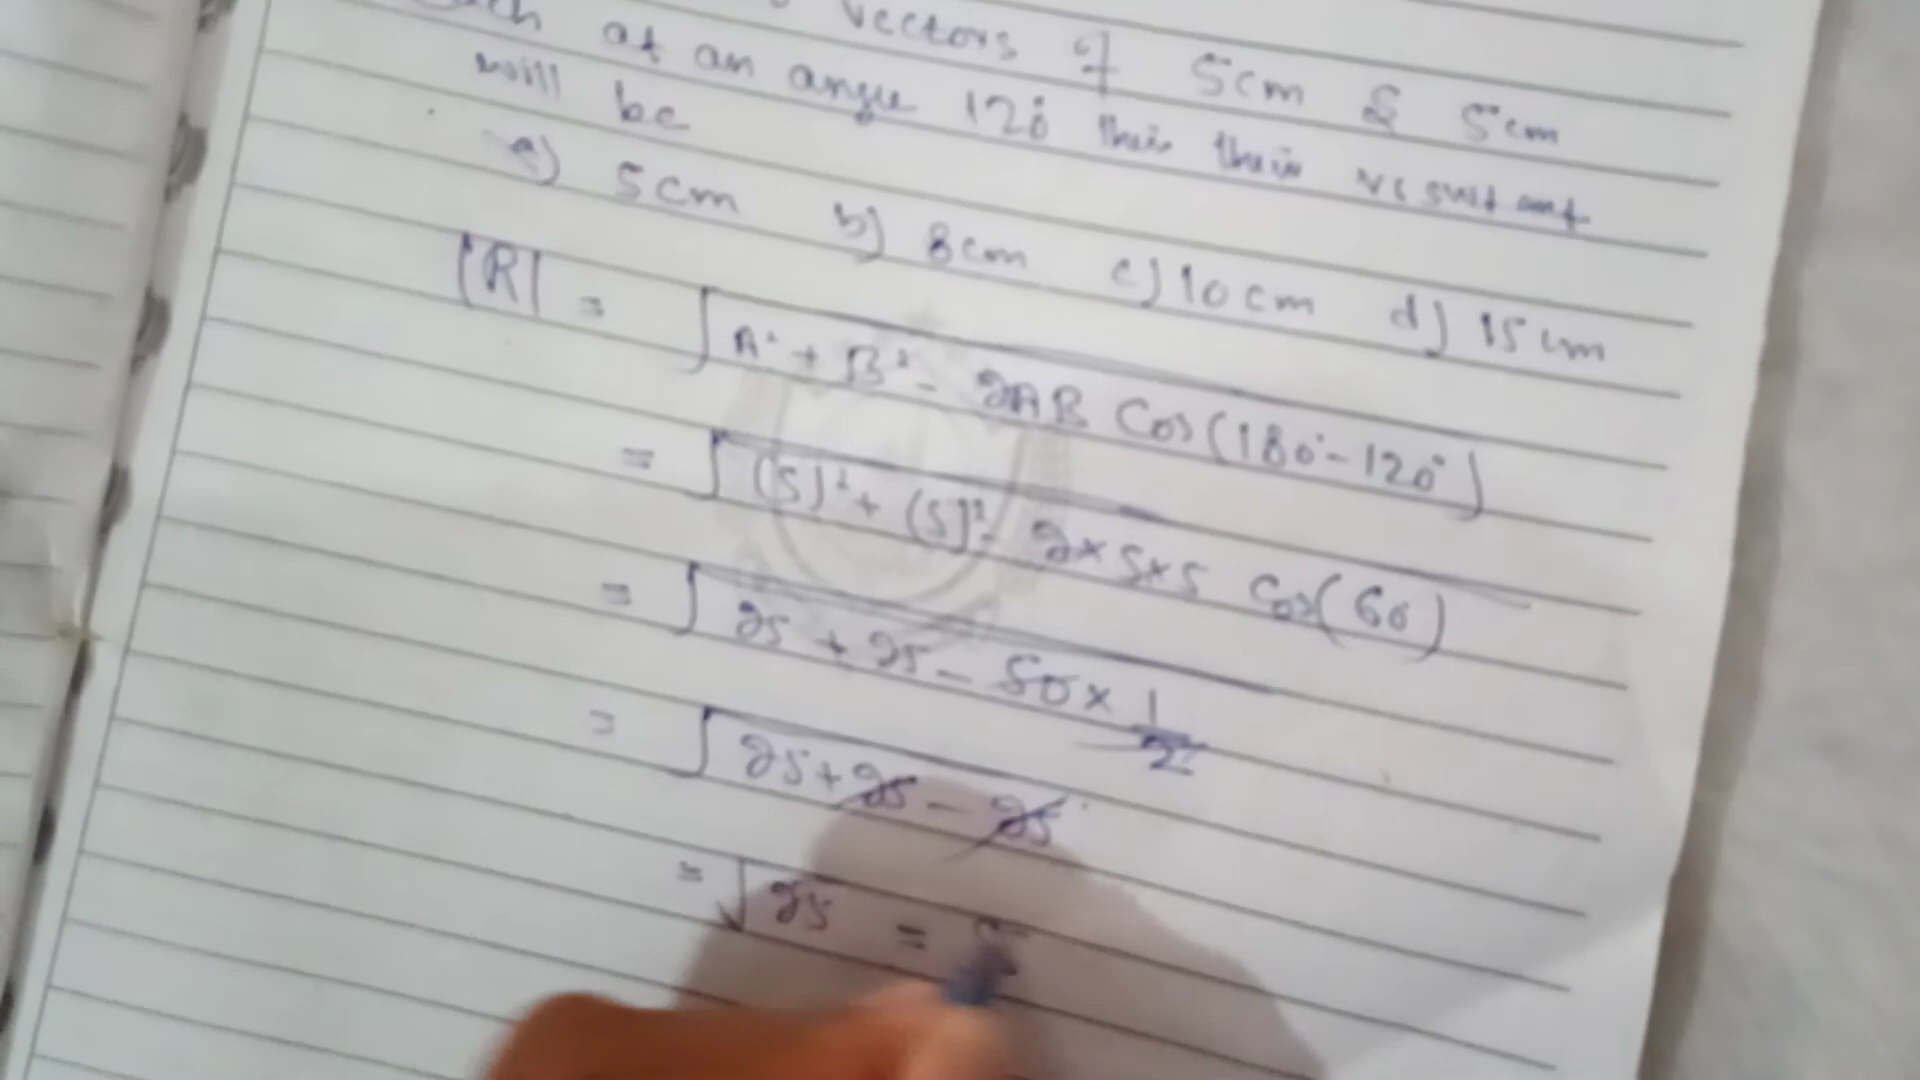 vectors of 5cm & 5cm
at an angle 120° their their resultant
will be
a) 5cm b) 8cm c) 10cm d) 15cm
|R| = √A² + B² - 2AB Cos(180°-120°)
= √(5)² + (5)² - 2×5×5 Cos(60)
= √25 + 25 - 50 × 1/2
= √25 + 25 - 25
= √25 = 5